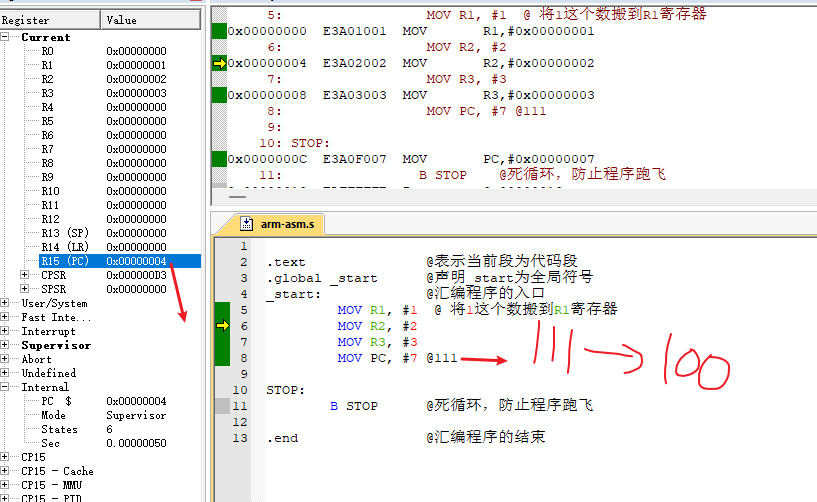 Register Value
Current
R0 0x00000000
R1 0x00000001
R2 0x00000002
R3 0x00000003
R4 0x00000000
R5 0x00000000
R6 0x00000000
R7 0x00000000
R8 0x00000000
R9 0x00000000
R10 0x00000000
R11 0x00000000
R12 0x00000000
R13 (SP) 0x00000000
R14 (LR) 0x00000000
R15 (PC) 0x00000004
CPSR 0x000000D3
SPSR 0x00000000
User/System
Fast Inte...
Interrupt
Supervisor
Abort
Undefined
Internal
PC $ 0x00000004
Mode Supervisor
States 6
Sec 0.00000050
CP15
CP15 - Cache
CP15 - MMU
CP15 - PID
5: MOV R1, #1 @ 将1这个数搬到R1寄存器
0x00000000 E3A01001 MOV R1,#0x00000001
6: MOV R2, #2
0x00000004 E3A02002 MOV R2,#0x00000002
7: MOV R3, #3
0x00000008 E3A03003 MOV R3,#0x00000003
8: MOV PC, #7 @111
9:
10: STOP:
0x0000000C E3A0F007 MOV PC,#0x00000007
11: B STOP @死循环，防止程序跑飞
arm-asm.s
1
2 .text @表示当前段为代码段
3 .global _start @声明_start为全局符号
4 _start: @汇编程序的入口
5 MOV R1, #1 @ 将1这个数搬到R1寄存器
6 MOV R2, #2
7 MOV R3, #3
8 MOV PC, #7 @111
111 → 100
9
10 STOP:
11 B STOP @死循环，防止程序跑飞
12
13 .end @汇编程序的结束